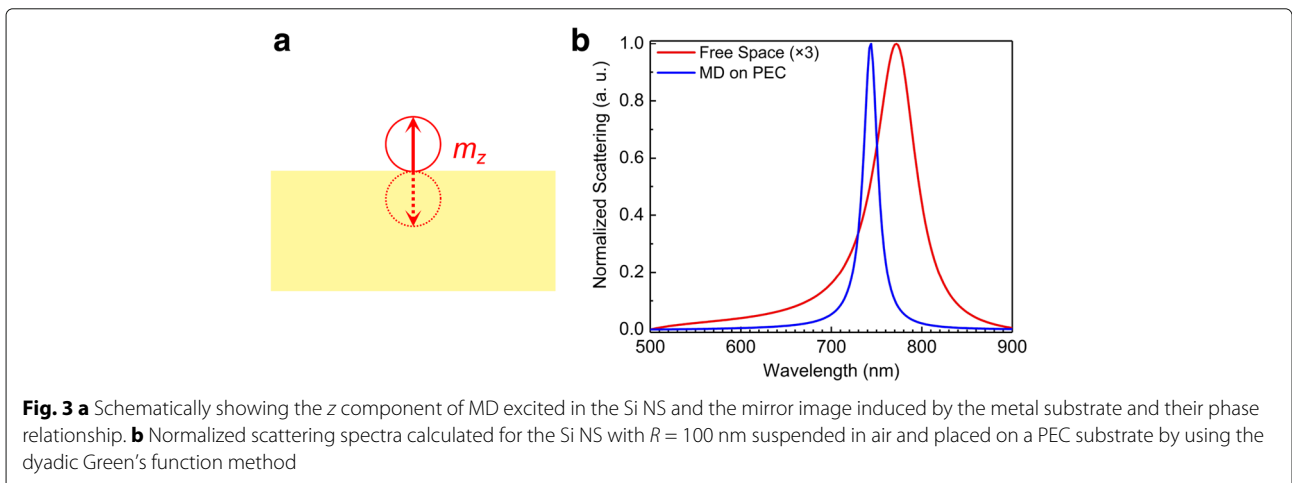 a
m_z
b
Normalized Scattering (a. u.)
1.0
0.8
0.6
0.4
0.2
0.0
Free Space (×3)
MD on PEC
500 600 700 800 900
Wavelength (nm)
Fig. 3 a Schematically showing the z component of MD excited in the Si NS and the mirror image induced by the metal substrate and their phase
relationship. b Normalized scattering spectra calculated for the Si NS with R = 100 nm suspended in air and placed on a PEC substrate by using the
dyadic Green's function method